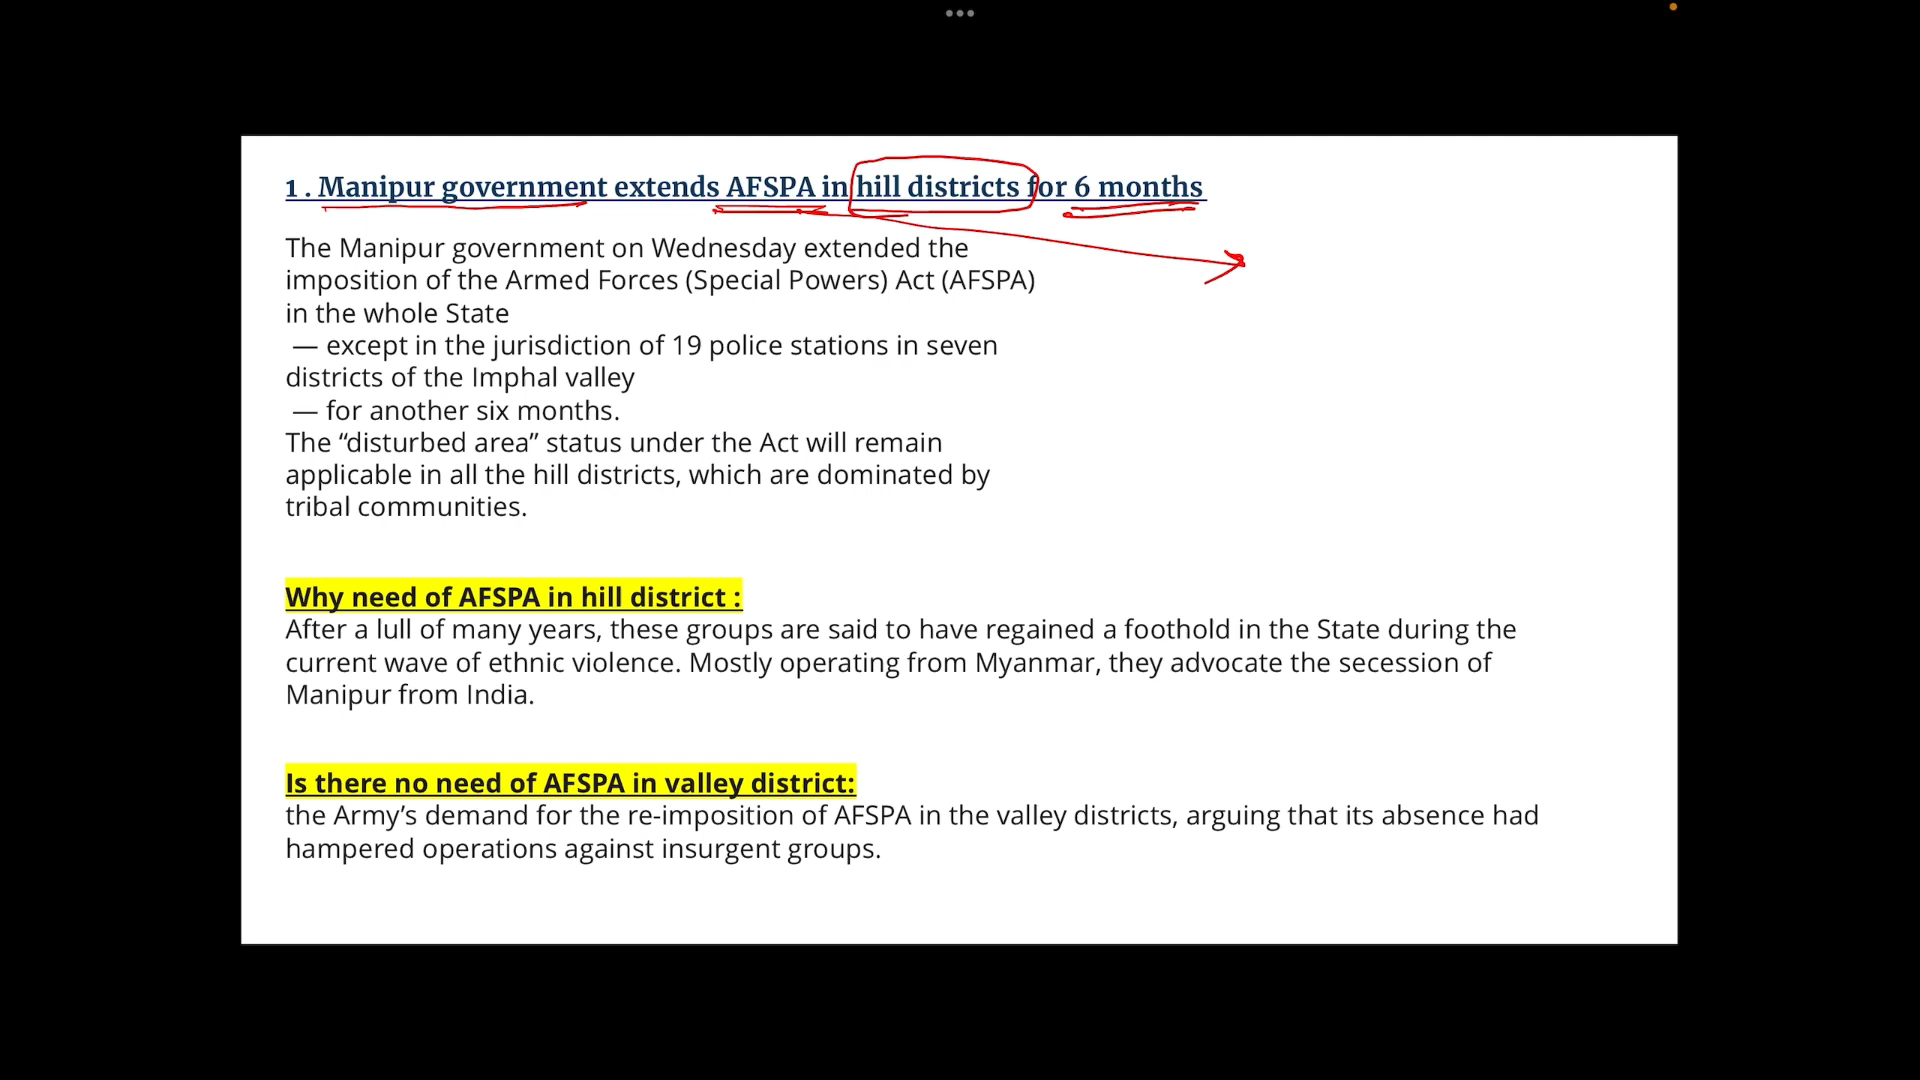 1 . Manipur government extends AFSPA in hill districts for 6 months
The Manipur government on Wednesday extended the
imposition of the Armed Forces (Special Powers) Act (AFSPA)
in the whole State
— except in the jurisdiction of 19 police stations in seven
districts of the Imphal valley
— for another six months.
The “disturbed area” status under the Act will remain
applicable in all the hill districts, which are dominated by
tribal communities.
Why need of AFSPA in hill district :
After a lull of many years, these groups are said to have regained a foothold in the State during the
current wave of ethnic violence. Mostly operating from Myanmar, they advocate the secession of
Manipur from India.
Is there no need of AFSPA in valley district:
the Army’s demand for the re-imposition of AFSPA in the valley districts, arguing that its absence had
hampered operations against insurgent groups.